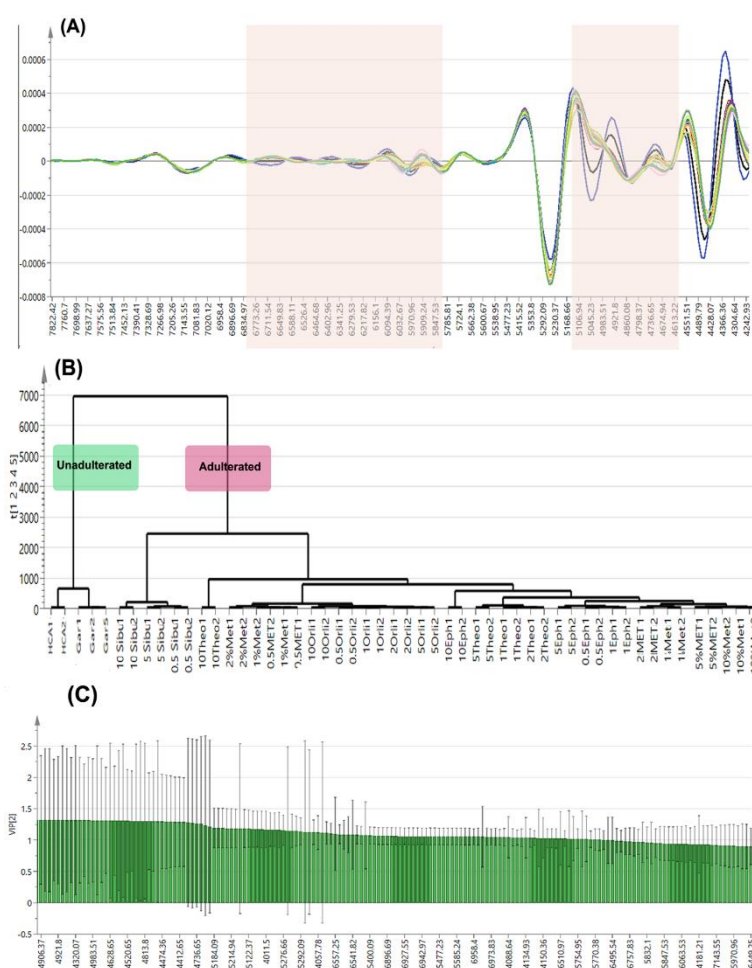 (A)
0.0006
0.0004
0.0002
0
-0.0002
-0.0004
-0.0006
-0.0008
7822.42 7760.7 7698.99 7637.27 7575.56 7513.84 7452.13 7390.41 7328.69 7266.98 7205.26 7143.55 7081.83 7020.12 6958.4 6896.69 6834.97 6773.26 6711.54 6649.83 6588.11 6526.4 6464.68 6402.96 6341.25 6279.53 6217.82 6156.1 6094.39 6032.67 5970.96 5909.24 5847.53 5785.81 5724.1 5662.38 5600.67 5538.95 5477.23 5415.52 5353.8 5292.09 5230.37 5168.66 5106.94 5045.23 4983.51 4921.8 4860.08 4798.37 4736.65 4674.94 4613.22 4551.51 4489.79 4428.07 4366.36 4304.64 4242.93
(B)
7000
6000
5000
4000
3000
2000
1000
0
t[1 2 3 4 5]
Unadulterated
Adulterated
HCA1 HCA2 Gar1 Gar2 Gar5 10 Sibu1 10 Sibu2 5 Sibu1 5 Sibu2 0.5 Sibu1 0.5 Sibu2 10Theo1 10Theo2 2%Met1 2%Met2 1%Met2 0.5MET2 1%Met1 0.5MET1 10Orli1 10Orli2 0.5Orli1 0.5Orli2 1Orli1 1Orli2 2Orli1 2Orli2 5Orli1 5Orli2 10Eph1 10Eph2 5Theo1 5Theo2 1Theo1 1Theo2 2Theo1 2Theo2 5Eph1 5Eph2 0.5Eph1 0.5Eph2 1Eph1 1Eph2 5%MET1 5%MET2 10%Met2 10%Met1
(C)
2.5
2
1.5
1
0.5
0
-0.5
VIP[2]
4906.37 4921.8 4320.07 4983.51 4628.65 4520.65 4813.8 4474.36 4412.65 4736.65 5184.09 5214.94 5122.37 4011.5 5276.66 5292.09 4057.78 6557.25 6541.82 5400.09 6896.69 6927.55 6942.97 5477.23 5585.24 6958.4 6973.83 4088.64 4134.93 4150.36 6510.97 5754.95 5770.38 6495.54 5757.83 5832.1 5847.53 6063.53 4181.21 7143.55 5970.96